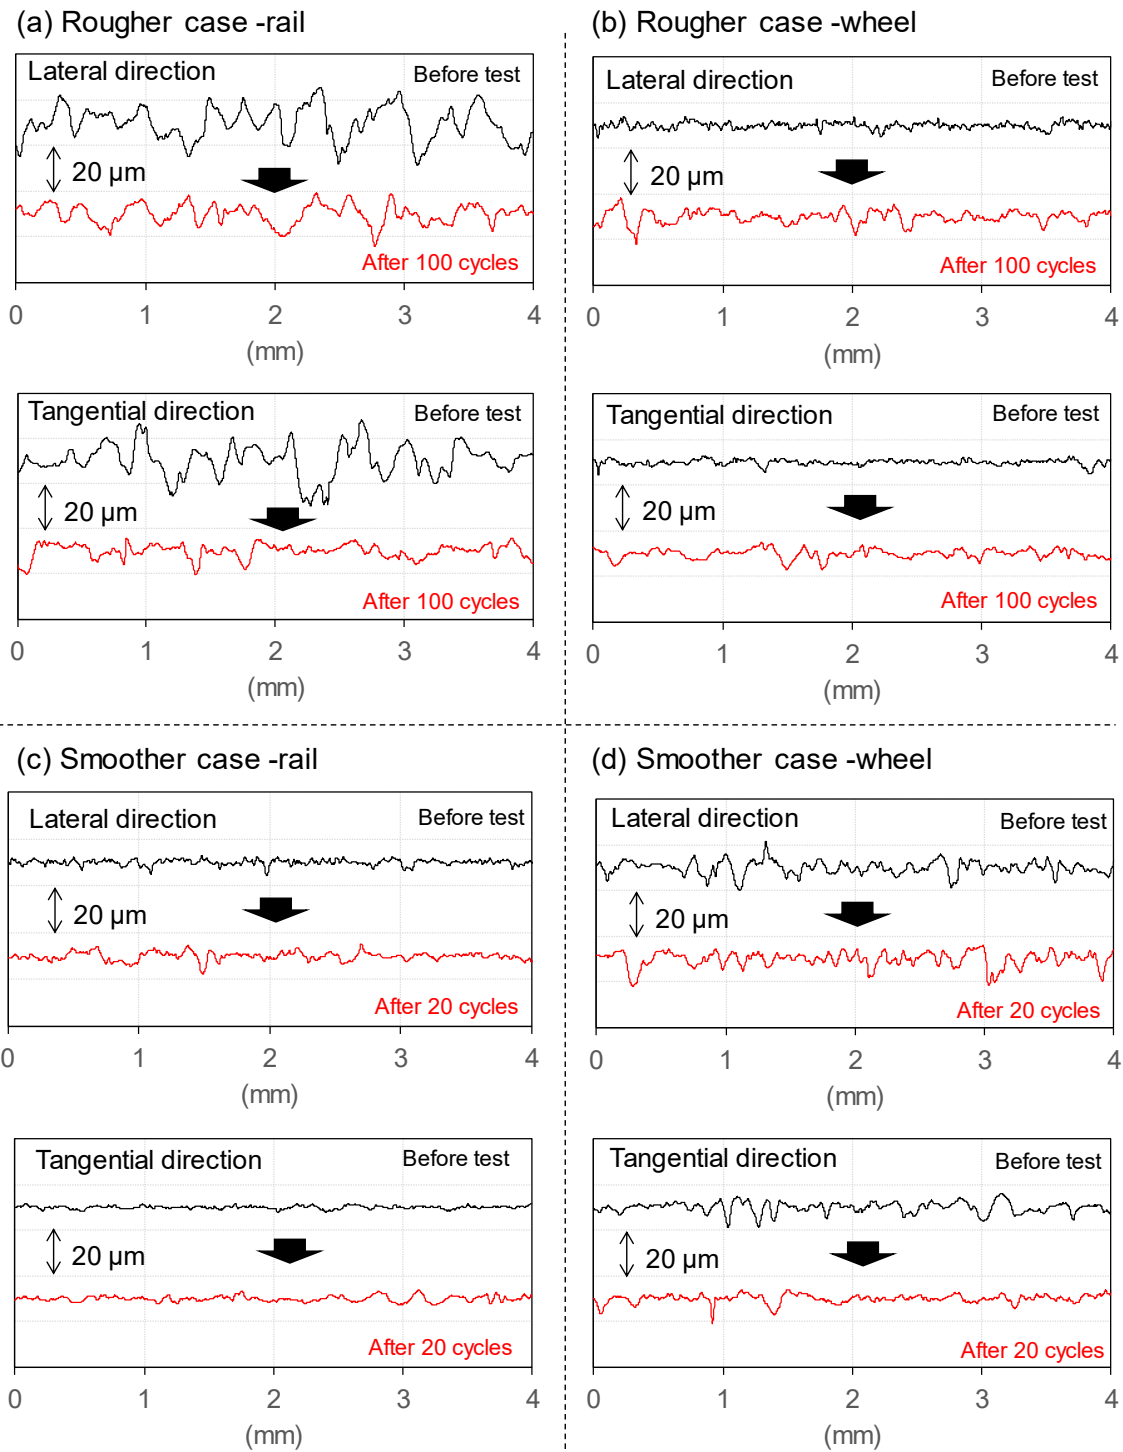 (a) Rougher case -rail
Lateral direction
Before test
20 µm
After 100 cycles
0 1 2 3 4
(mm)
Tangential direction
Before test
20 µm
After 100 cycles
0 1 2 3 4
(mm)
(b) Rougher case -wheel
Lateral direction
Before test
20 µm
After 100 cycles
0 1 2 3 4
(mm)
Tangential direction
Before test
20 µm
After 100 cycles
0 1 2 3 4
(mm)
(c) Smoother case -rail
Lateral direction
Before test
20 µm
After 20 cycles
0 1 2 3 4
(mm)
Tangential direction
Before test
20 µm
After 20 cycles
0 1 2 3 4
(mm)
(d) Smoother case -wheel
Lateral direction
Before test
20 µm
After 20 cycles
0 1 2 3 4
(mm)
Tangential direction
Before test
20 µm
After 20 cycles
0 1 2 3 4
(mm)